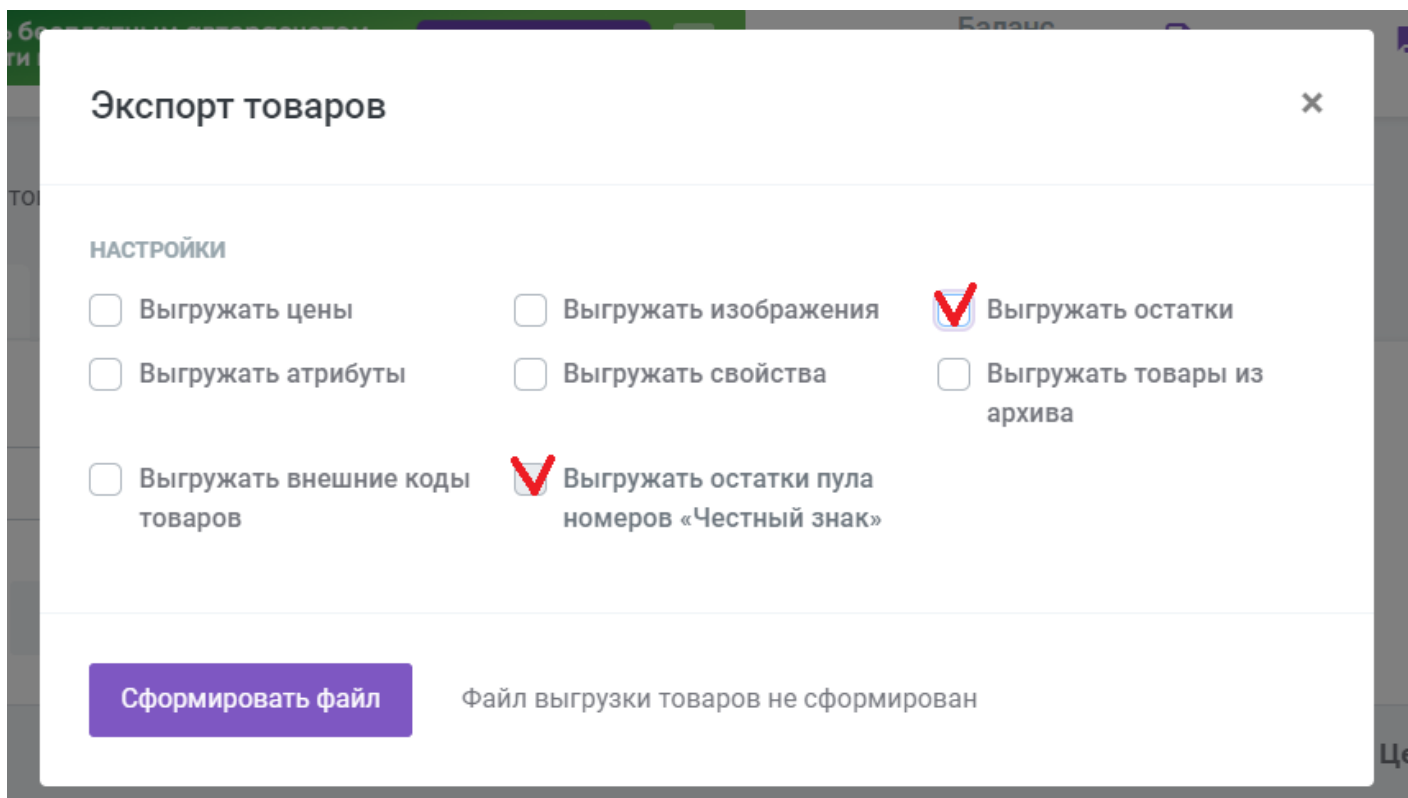 Баланс
Экспорт товаров
НАСТРОЙКИ
Выгружать цены
Выгружать изображения
Выгружать остатки
Выгружать атрибуты
Выгружать свойства
Выгружать товары из
архива
Выгружать внешние коды
товаров
Выгружать остатки пула
номеров «Честный знак»
Сформировать файл
Файл выгрузки товаров не сформирован